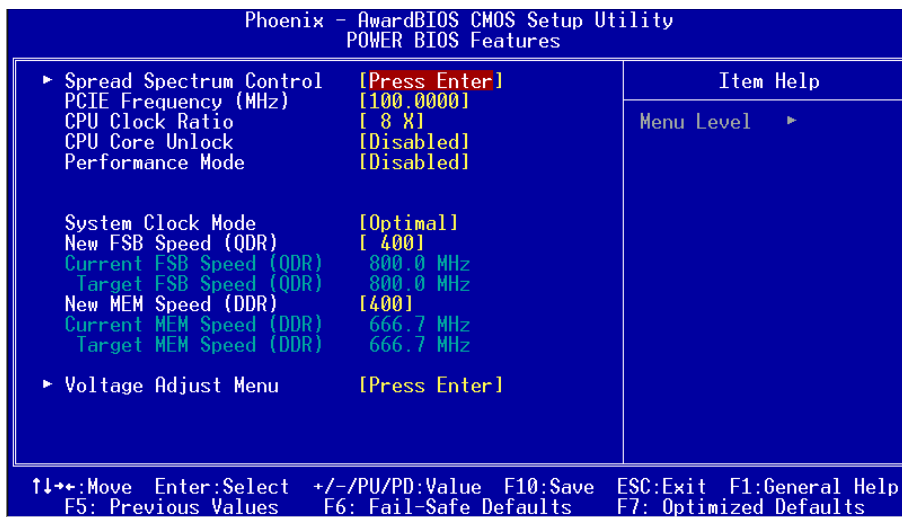 Phoenix - AwardBIOS CMOS Setup Utility
POWER BIOS Features
► Spread Spectrum Control [Press Enter]
PCIE Frequency (MHz) [100.0000]
CPU Clock Ratio [ 8 X]
CPU Core Unlock [Disabled]
Performance Mode [Disabled]
System Clock Mode [Optimal]
New FSB Speed (QDR) [ 400]
Current FSB Speed (QDR) 800.0 MHz
Target FSB Speed (QDR) 800.0 MHz
New MEM Speed (DDR) [400]
Current MEM Speed (DDR) 666.7 MHz
Target MEM Speed (DDR) 666.7 MHz
► Voltage Adjust Menu [Press Enter]
Item Help
Menu Level ►
↑↓→←:Move Enter:Select +/-/PU/PD:Value F10:Save ESC:Exit F1:General Help
F5: Previous Values F6: Fail-Safe Defaults F7: Optimized Defaults